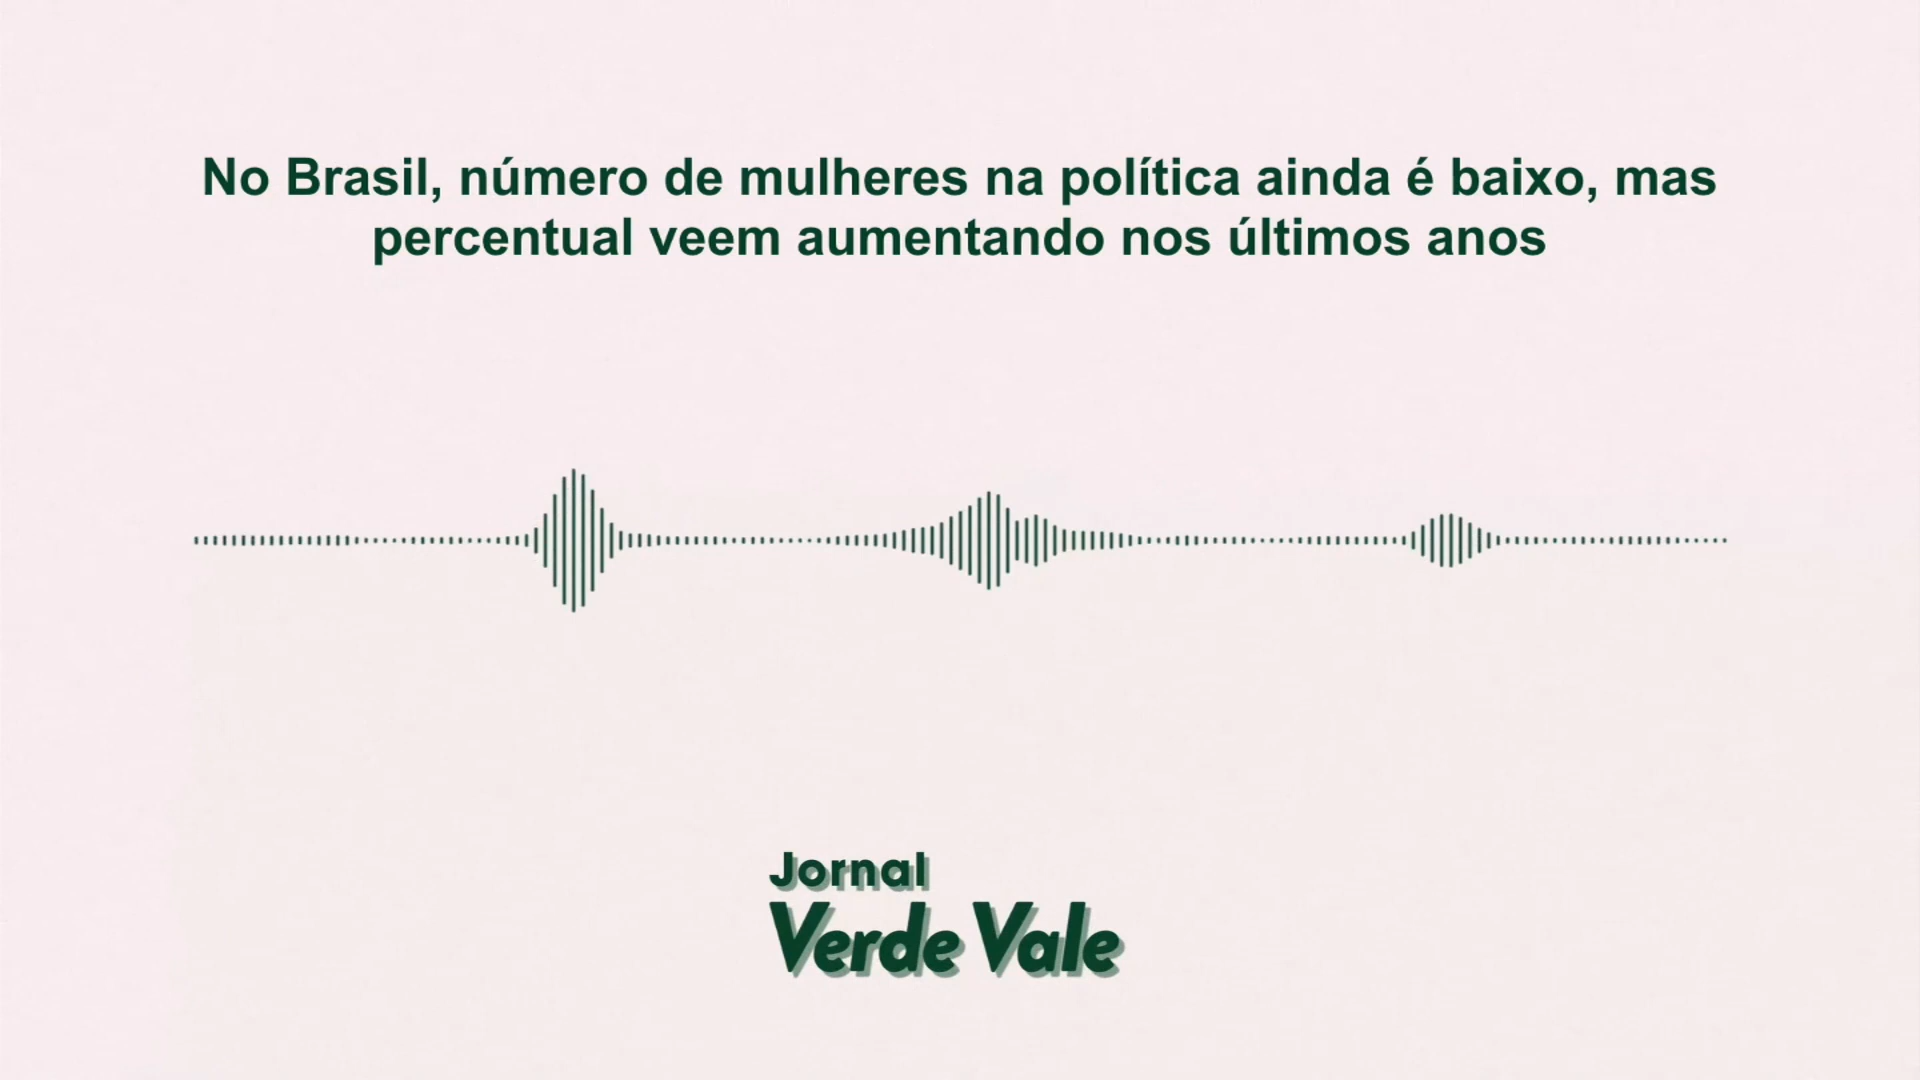 No Brasil, número de mulheres na política ainda é baixo, mas
percentual veem aumentando nos últimos anos
Jornal
Verde Vale